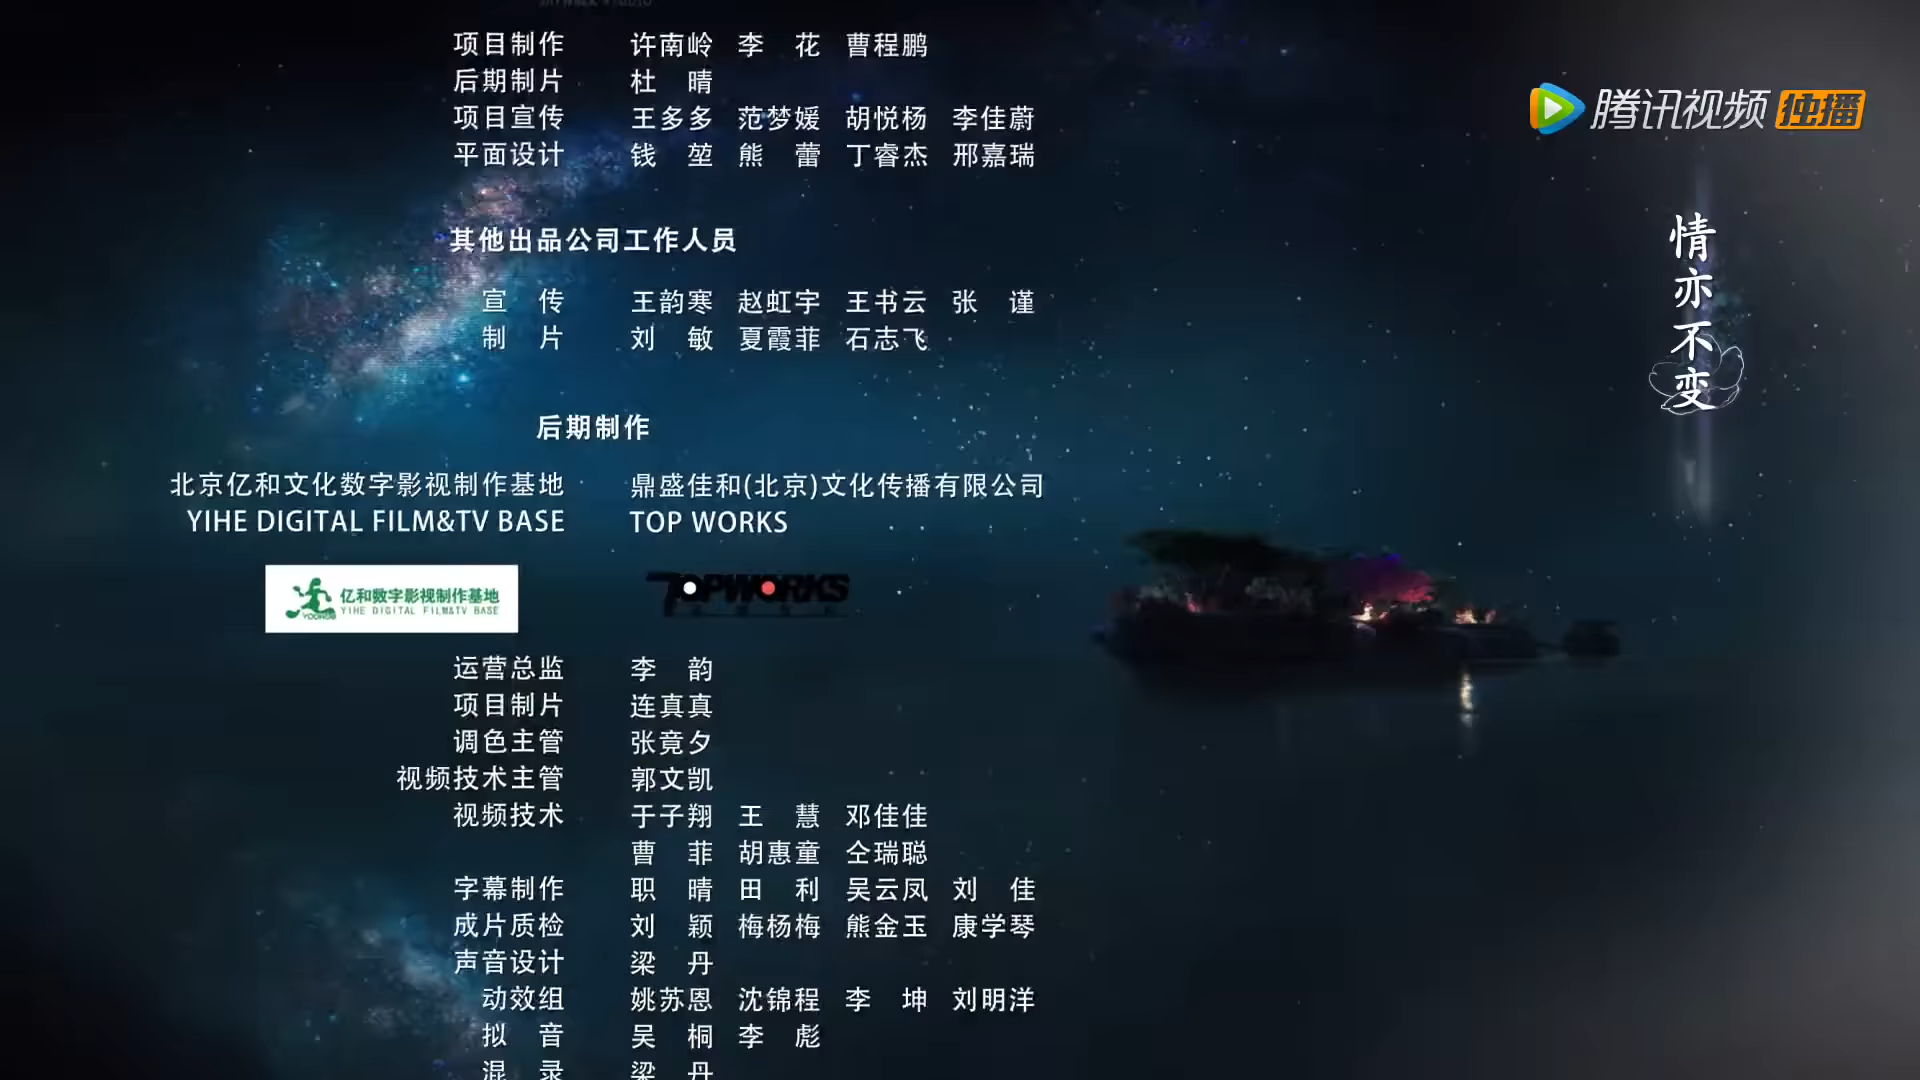 项目制作 许南岭 李 花 曹程鹏
后期制片 杜 晴
项目宣传 王多多 范梦媛 胡悦杨 李佳蔚
平面设计 钱 堃 熊 蕾 丁睿杰 邢嘉瑞
腾讯视频 独播
情亦不变
其他出品公司工作人员
宣 传 王韵寒 赵虹宇 王书云 张 谨
制 片 刘 敏 夏霞菲 石志飞
后期制作
北京亿和文化数字影视制作基地 鼎盛佳和(北京)文化传播有限公司
YIHE DIGITAL FILM&TV BASE TOP WORKS
亿和数字影视制作基地 TOPWORKS
YIHE DIGITAL FILM&TV BASE
运营总监 李 韵
项目制片 连真真
调色主管 张竟夕
视频技术主管 郭文凯
视频技术 于子翔 王 慧 邓佳佳
曹 菲 胡惠童 仝瑞聪
字幕制作 职 晴 田 利 吴云凤 刘 佳
成片质检 刘 颖 梅杨梅 熊金玉 康学琴
声音设计 梁 丹
动效组 姚苏恩 沈锦程 李 坤 刘明洋
拟 音 吴 桐 李 彪
混 录 梁 丹